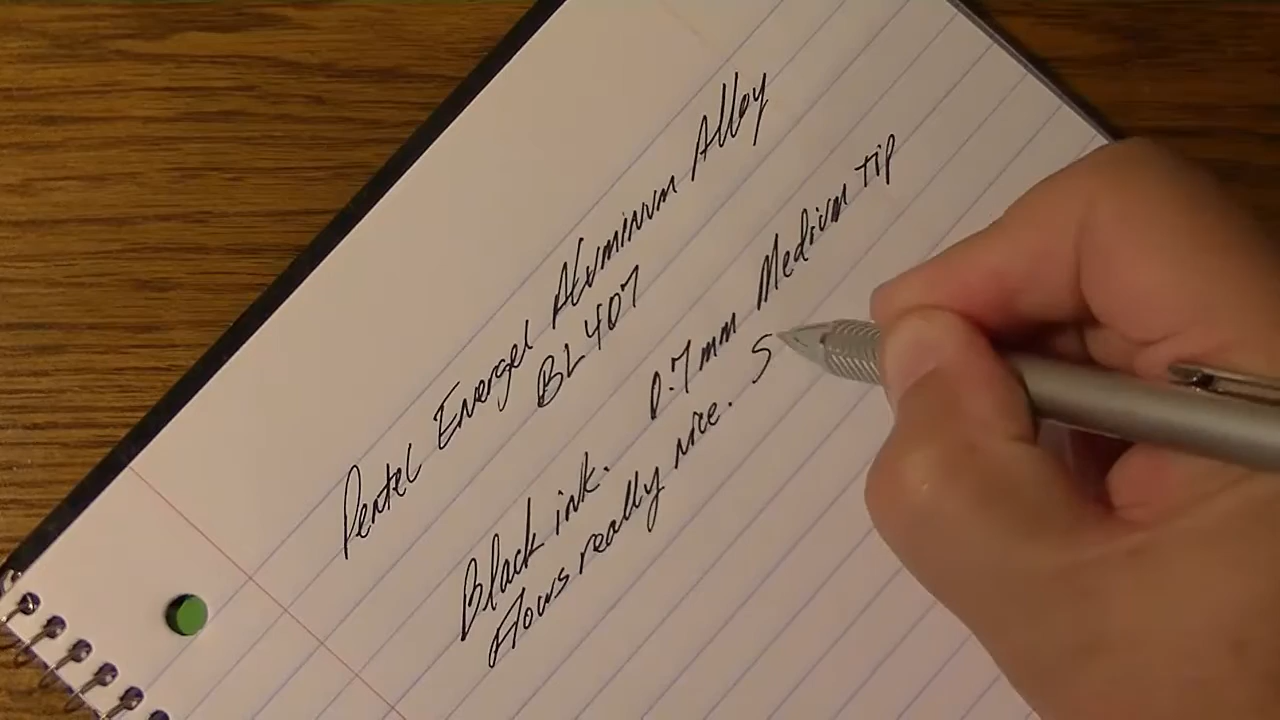 Pentel Energel Aluminum Alloy
BL407
Black ink. 0.7mm Medium Tip
Flows really nice. S